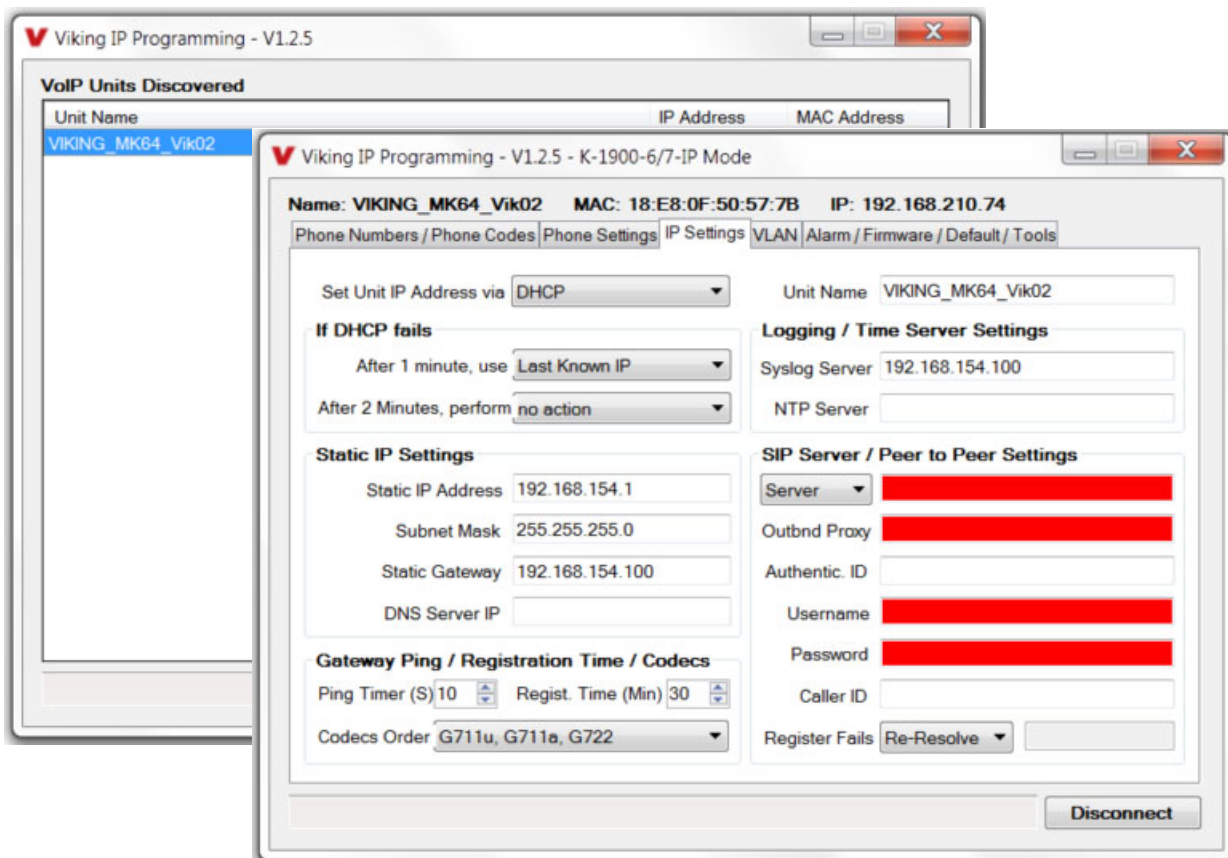 Viking IP Programming - V1.2.5
VoIP Units Discovered
Unit Name IP Address MAC Address
VIKING_MK64_Vik02
Viking IP Programming - V1.2.5 - K-1900-6/7-IP Mode
Name: VIKING_MK64_Vik02 MAC: 18:E8:0F:50:57:7B IP: 192.168.210.74
Phone Numbers / Phone Codes Phone Settings IP Settings VLAN Alarm / Firmware / Default / Tools
Set Unit IP Address via DHCP
If DHCP fails
After 1 minute, use Last Known IP
After 2 Minutes, perform no action
Static IP Settings
Static IP Address 192.168.154.1
Subnet Mask 255.255.255.0
Static Gateway 192.168.154.100
DNS Server IP
Gateway Ping / Registration Time / Codecs
Ping Timer (S) 10 Regist. Time (Min) 30
Codecs Order G711u, G711a, G722
Unit Name VIKING_MK64_Vik02
Logging / Time Server Settings
Syslog Server 192.168.154.100
NTP Server
SIP Server / Peer to Peer Settings
Server
Outbnd Proxy
Authentic. ID
Username
Password
Caller ID
Register Fails Re-Resolve
Disconnect